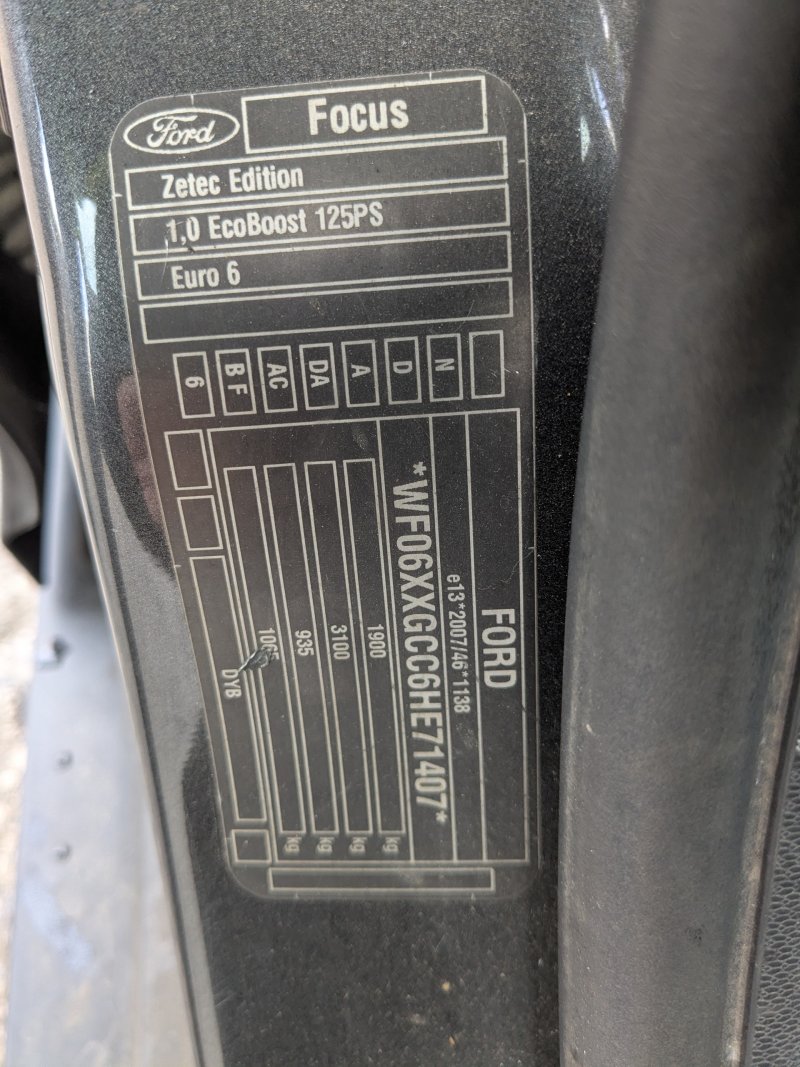 Ford
Focus
Zetec Edition
1,0 EcoBoost 125PS
Euro 6
6 BF AC DA A D N
FORD
e13*2007/46*1138
*WF06XXGCC6HE71407*
1900 kg
3100 kg
935 kg
1065 kg
DYB